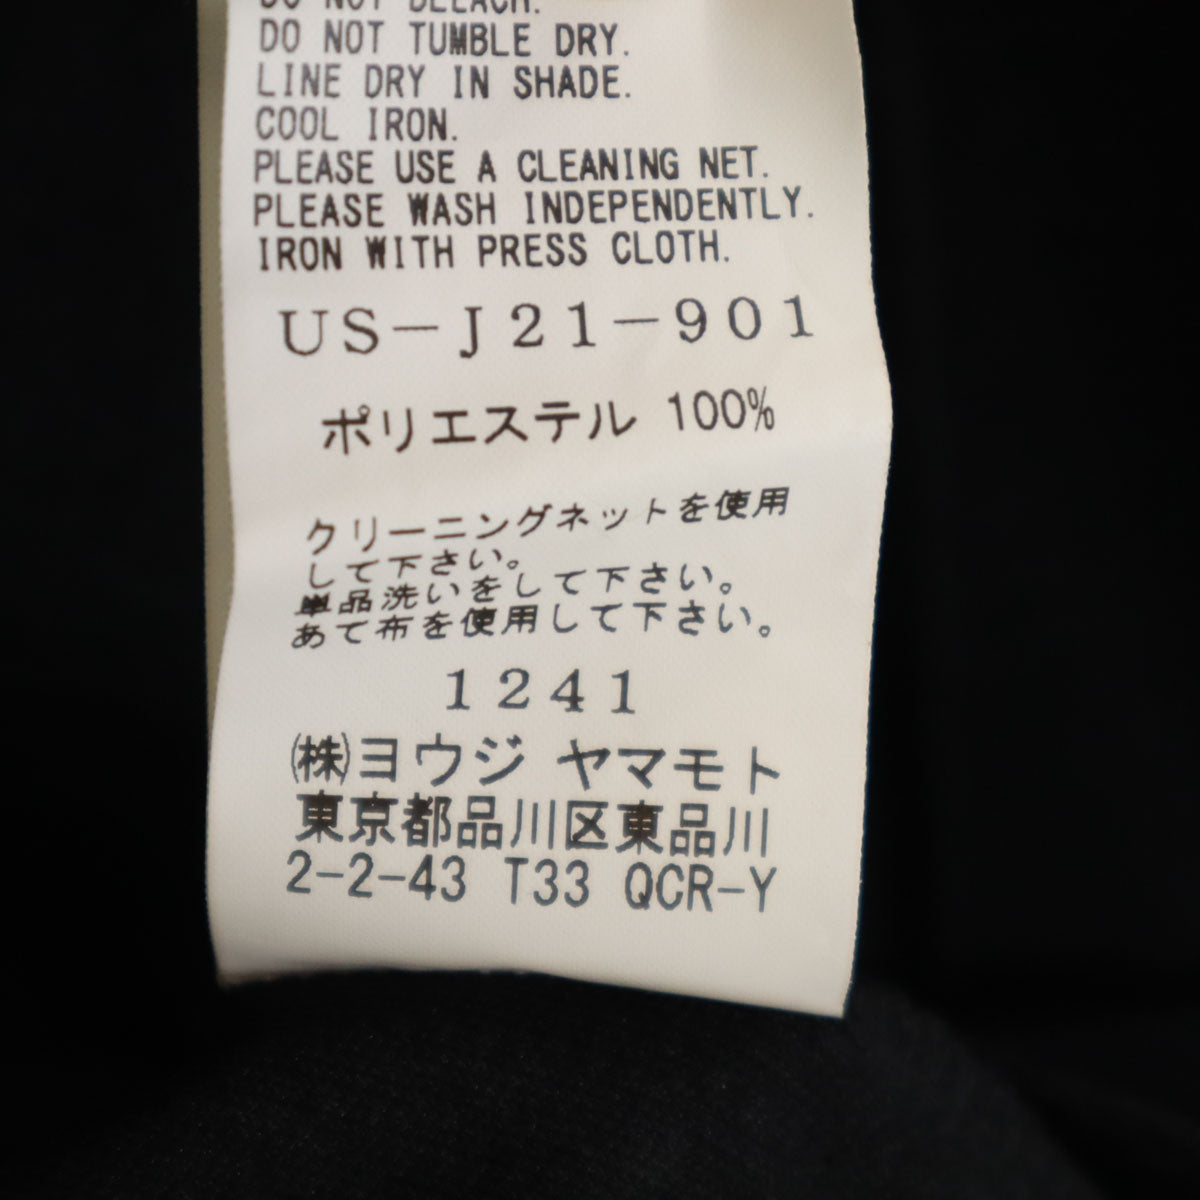 DO NOT BLEACH.
DO NOT TUMBLE DRY.
LINE DRY IN SHADE.
COOL IRON.
PLEASE USE A CLEANING NET.
PLEASE WASH INDEPENDENTLY.
IRON WITH PRESS CLOTH.
US-J21-901
ポリエステル 100%
クリーニングネットを使用
して下さい。
単品洗いをして下さい。
あて布を使用して下さい。
1241
(株)ヨウジ ヤマモト
東京都品川区東品川
2-2-43 T33 QCR-Y